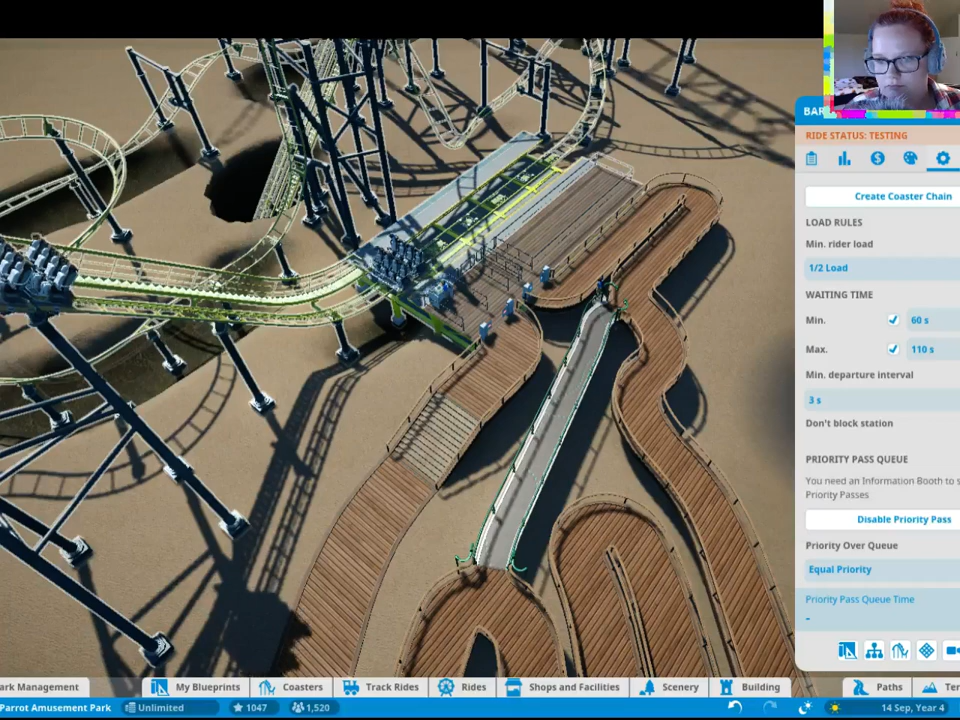 BAR
RIDE STATUS: TESTING
Create Coaster Chain
LOAD RULES
Min. rider load
1/2 Load
WAITING TIME
Min.
60 s
Max.
110 s
Min. departure interval
3 s
Don't block station
PRIORITY PASS QUEUE
You need an Information Booth to s
Priority Passes
Disable Priority Pass
Priority Over Queue
Equal Priority
Priority Pass Queue Time
-
ark Management
My Blueprints
Coasters
Track Rides
Rides
Shops and Facilities
Scenery
Building
Paths
Ter
Parrot Amusement Park
Unlimited
1047
1,520
14 Sep, Year 4